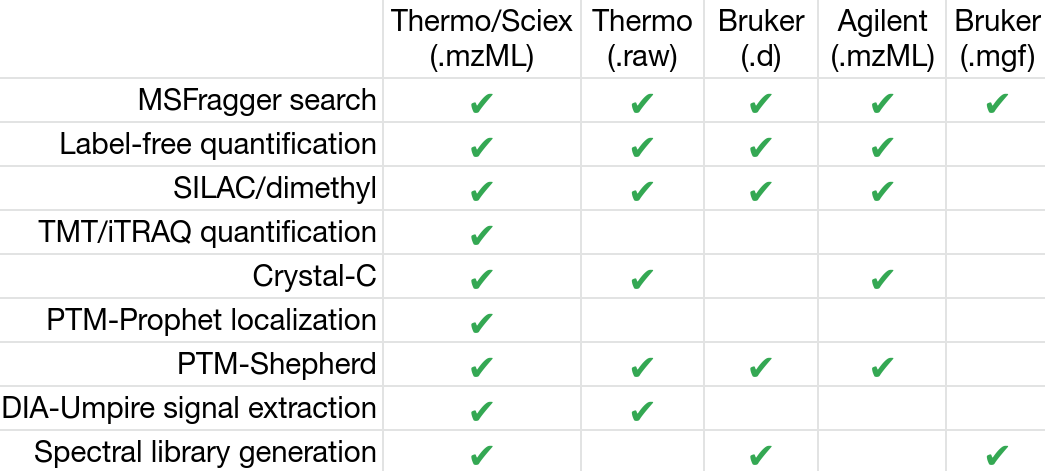 Thermo/Sciex Thermo Bruker Agilent Bruker
(.mzML) (.raw) (.d) (.mzML) (.mgf)
MSFragger search ✔ ✔ ✔ ✔ ✔
Label-free quantification ✔ ✔ ✔ ✔
SILAC/dimethyl ✔ ✔ ✔ ✔
TMT/iTRAQ quantification ✔
Crystal-C ✔ ✔ ✔
PTM-Prophet localization ✔
PTM-Shepherd ✔ ✔ ✔ ✔
DIA-Umpire signal extraction ✔ ✔
Spectral library generation ✔ ✔ ✔